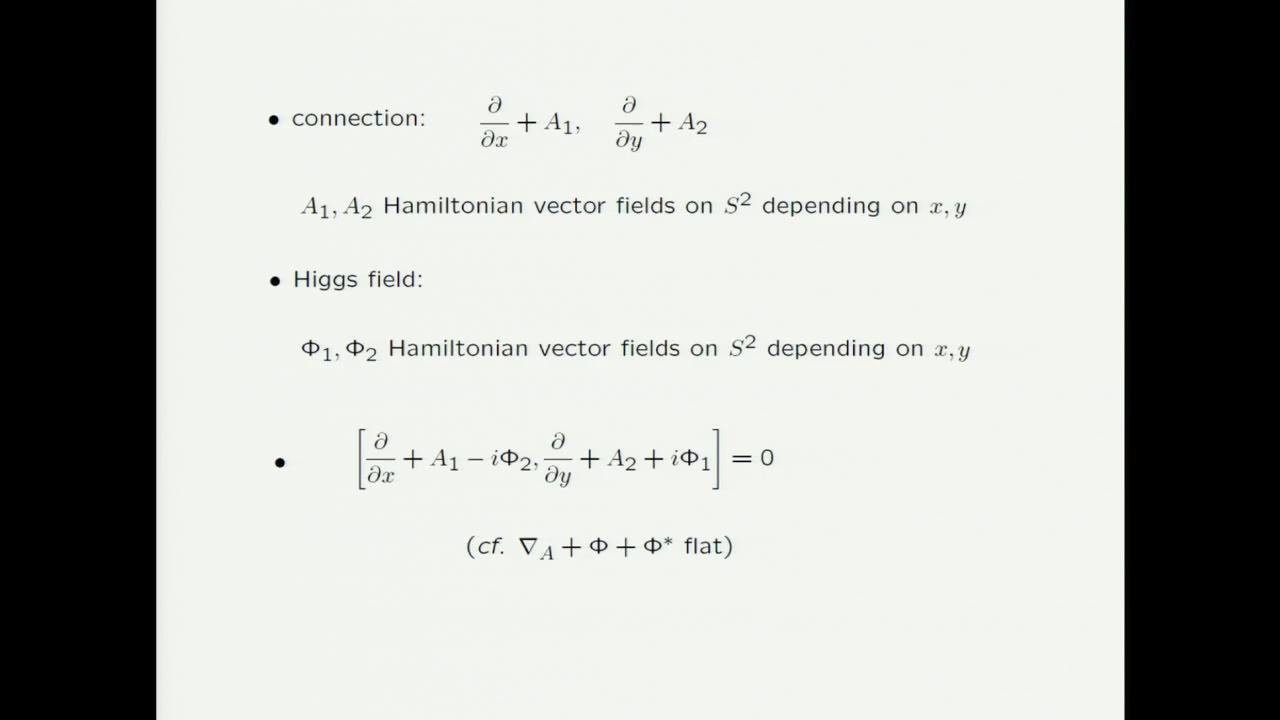 • connection: ∂/∂x + A₁, ∂/∂y + A₂
A₁, A₂ Hamiltonian vector fields on S² depending on x, y
• Higgs field:
Φ₁, Φ₂ Hamiltonian vector fields on S² depending on x, y
• [∂/∂x + A₁ − iΦ₂, ∂/∂y + A₂ + iΦ₁] = 0
(cf. ∇_A + Φ + Φ* flat)